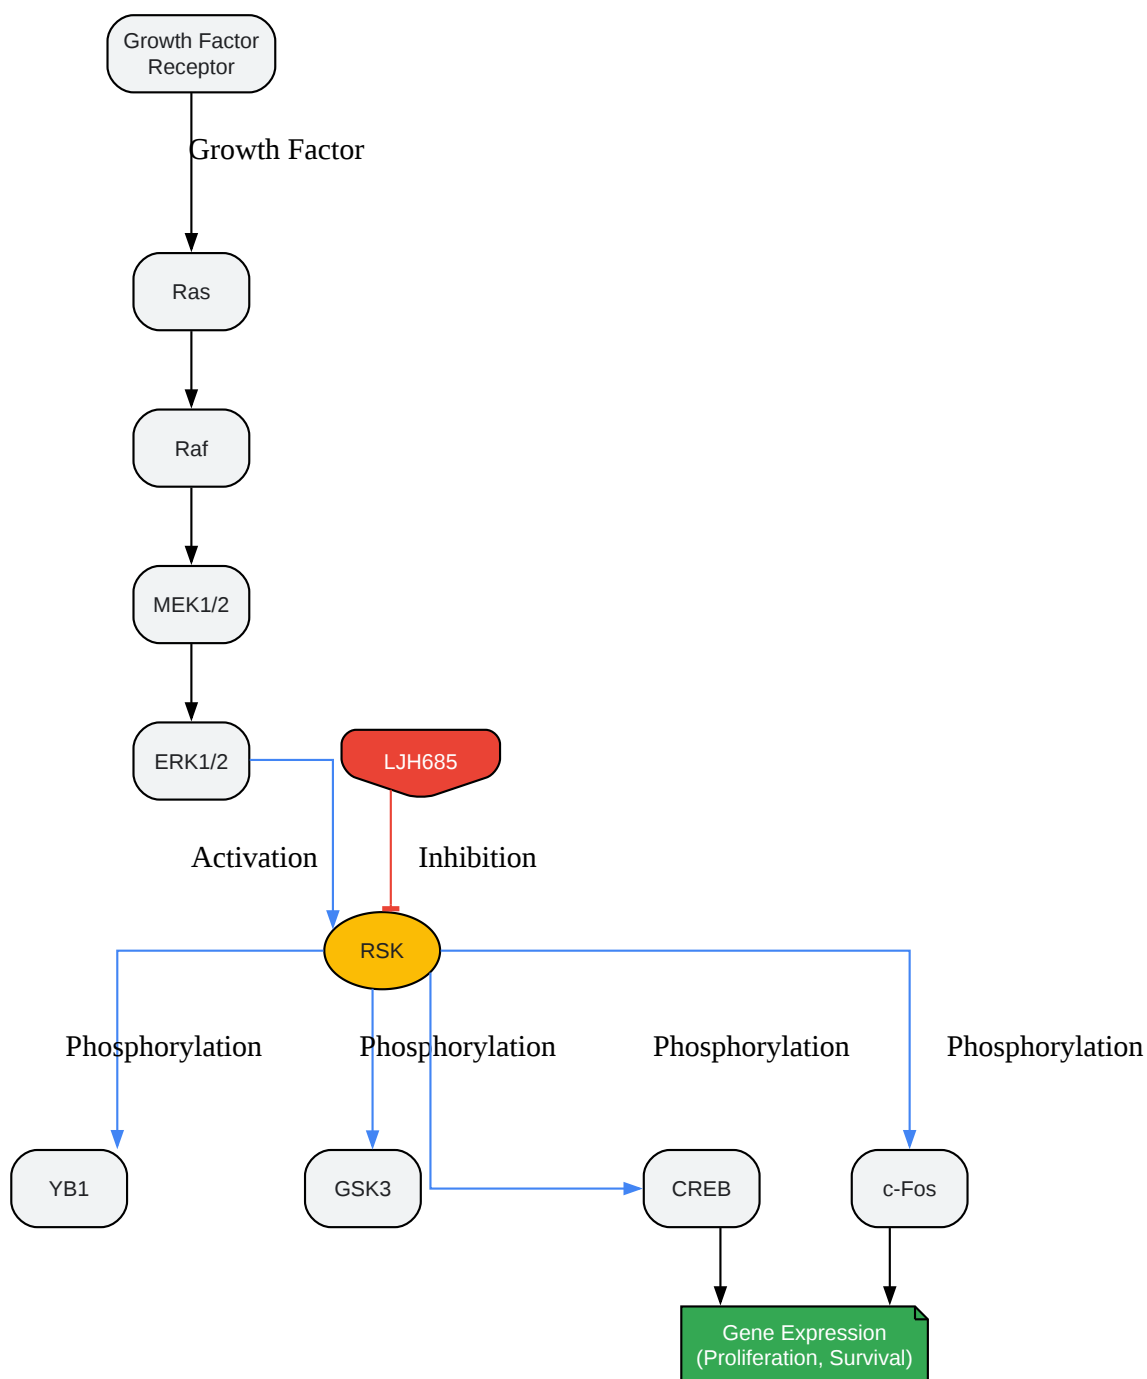 Growth Factor
Receptor
Growth Factor
Ras
Raf
MEK1/2
ERK1/2
LJH685
Activation
Inhibition
RSK
Phosphorylation
Phosphorylation
Phosphorylation
Phosphorylation
YB1
GSK3
CREB
c-Fos
Gene Expression
(Proliferation, Survival)